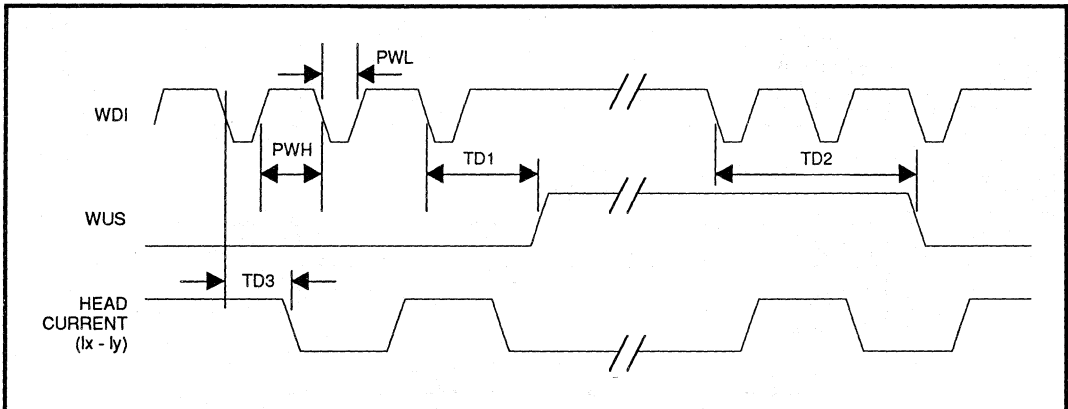 PWL
WDI
PWH
TD1
TD2
WUS
TD3
HEAD
CURRENT
(Ix - Iy)